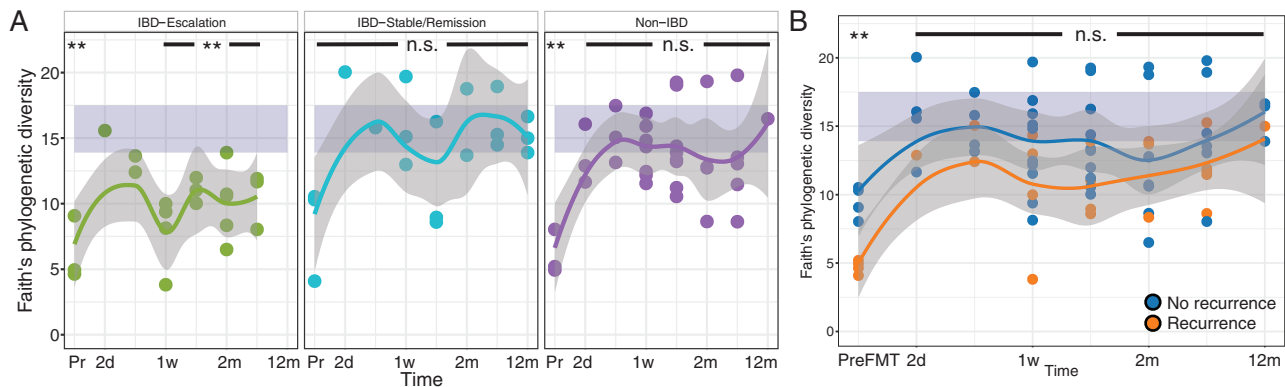 A
IBD−Escalation
IBD−Stable/Remission
Non−IBD
** ** n.s. ** n.s.
Faith's phylogenetic diversity
20
15
10
5
0
Pr 2d 1w 2m 12m
Pr 2d 1w 2m 12m
Pr 2d 1w 2m 12m
Time
B
** n.s.
Faith's phylogenetic diversity
20
15
10
5
0
No recurrence
Recurrence
PreFMT 2d 1w 2m 12m
Time